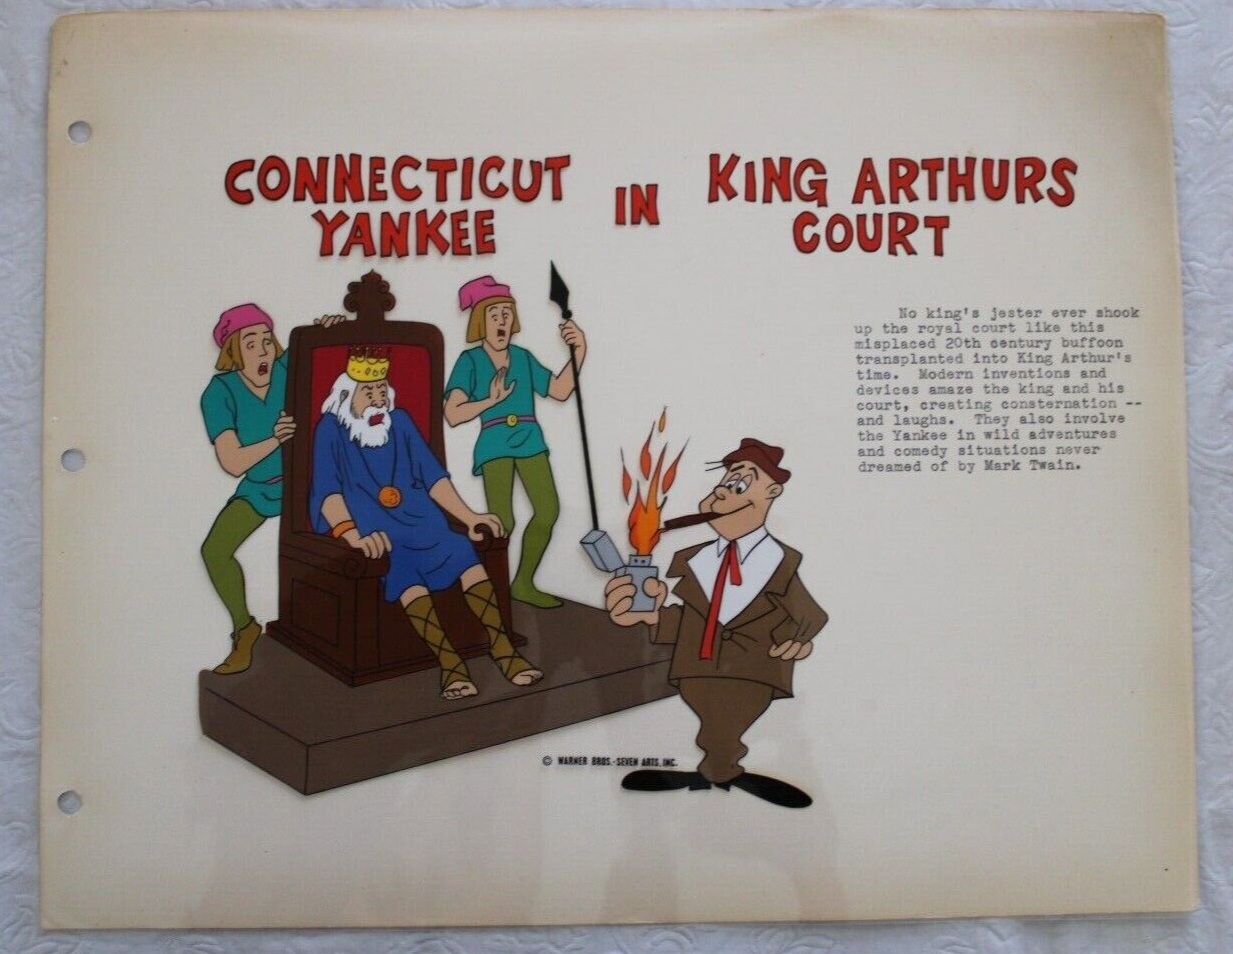 CONNECTICUT YANKEE IN KING ARTHURS COURT
No king's jester ever shook
up the royal court like this
misplaced 20th century buffoon
transplanted into King Arthur's
time. Modern inventions and
devices amaze the king and his
court, creating consternation --
and laughs. They also involve
the Yankee in wild adventures
and comedy situations never
dreamed of by Mark Twain.
© WARNER BROS.-SEVEN ARTS, INC.